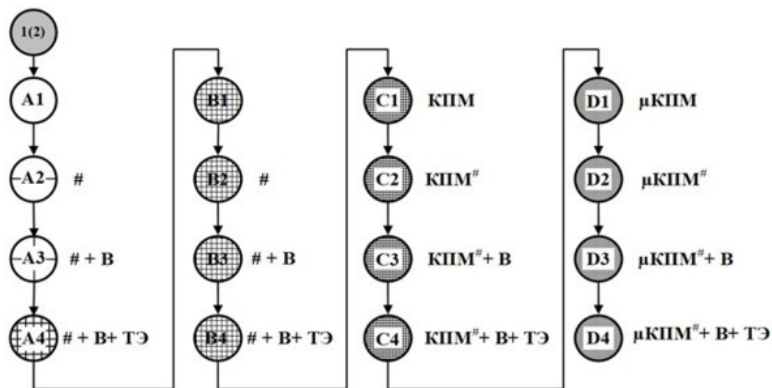 1(2)
A1
A2 #
A3 # + В
A4 # + В+ ТЭ
B1
B2 #
B3 # + В
B4 # + В+ ТЭ
C1 КПМ
C2 КПМ#
C3 КПМ#+ В
C4 КПМ#+ В+ ТЭ
D1 µКПМ
D2 µКПМ#
D3 µКПМ#+ В
D4 µКПМ#+ В+ ТЭ